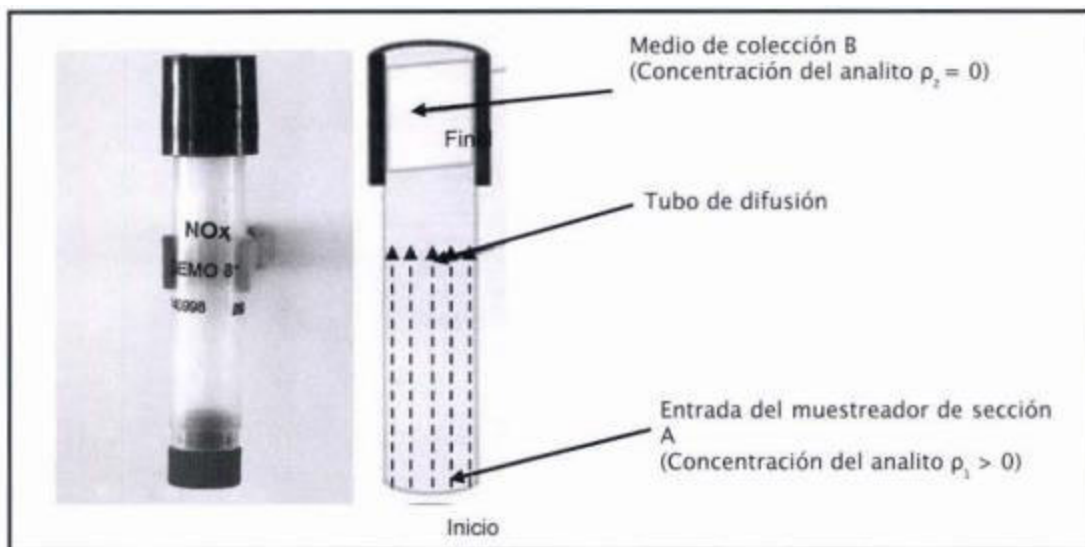 Medio de colección B
(Concentración del analito ρ₂ = 0)
Final
Tubo de difusión
NOx
Entrada del muestreador de sección
A
(Concentración del analito ρ₁ > 0)
Inicio